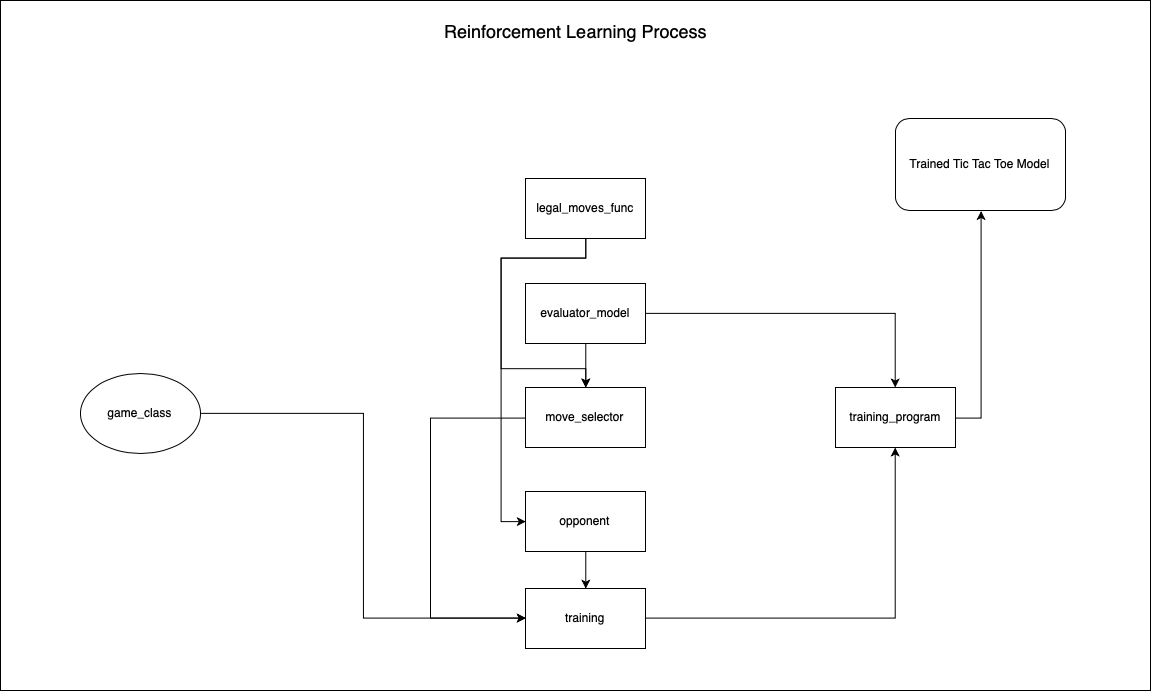 Reinforcement Learning Process
Trained Tic Tac Toe Model
legal_moves_func
evaluator_model
game_class
move_selector
training_program
opponent
training